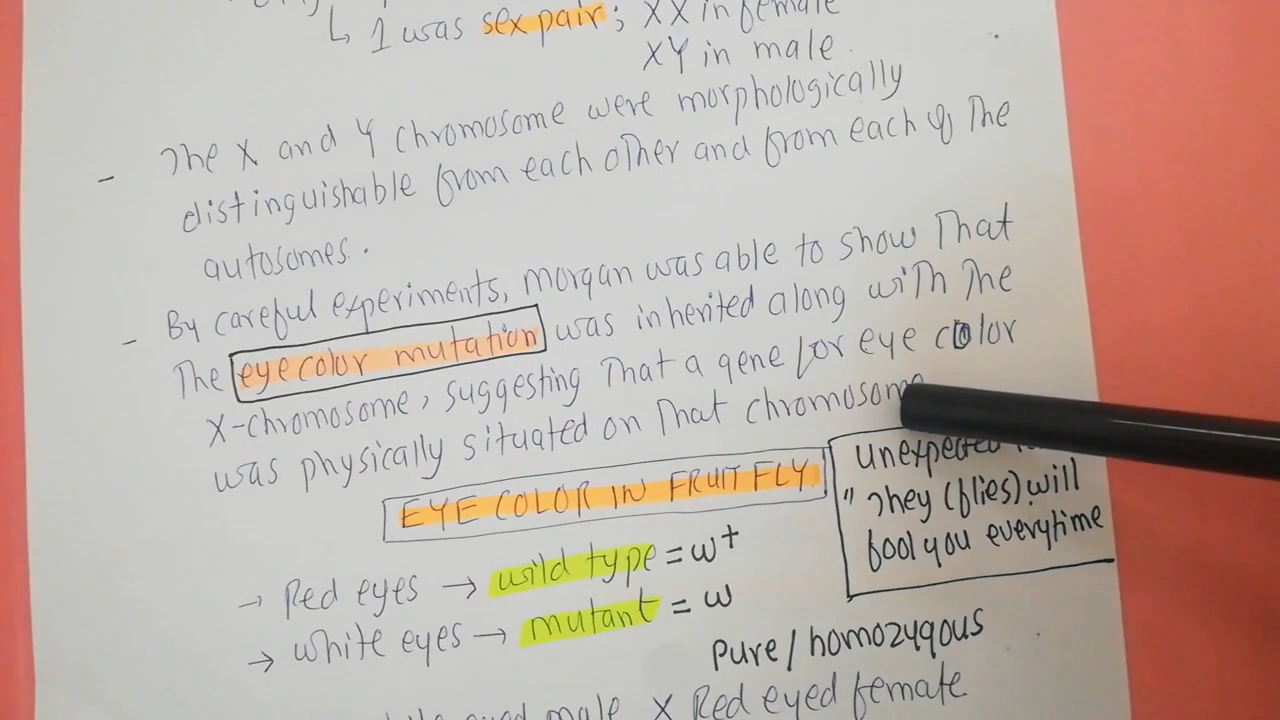 ↳ 1 was sex pair; XX in female
XY in male.
- The X and Y chromosome were morphologically
distinguishable from each other and from each of the
autosomes.
- By careful experiments, Morgan was able to show that
The eye color mutation was inherited along with the
X-chromosome, suggesting that a gene for eye color
was physically situated on that chromosome
EYE COLOR IN FRUIT FLY
unexpected
" They (flies) will
fool you everytime
→ Red eyes → wild type = w+
→ White eyes → mutant = w
Pure / homozygous
eyed male X Red eyed female